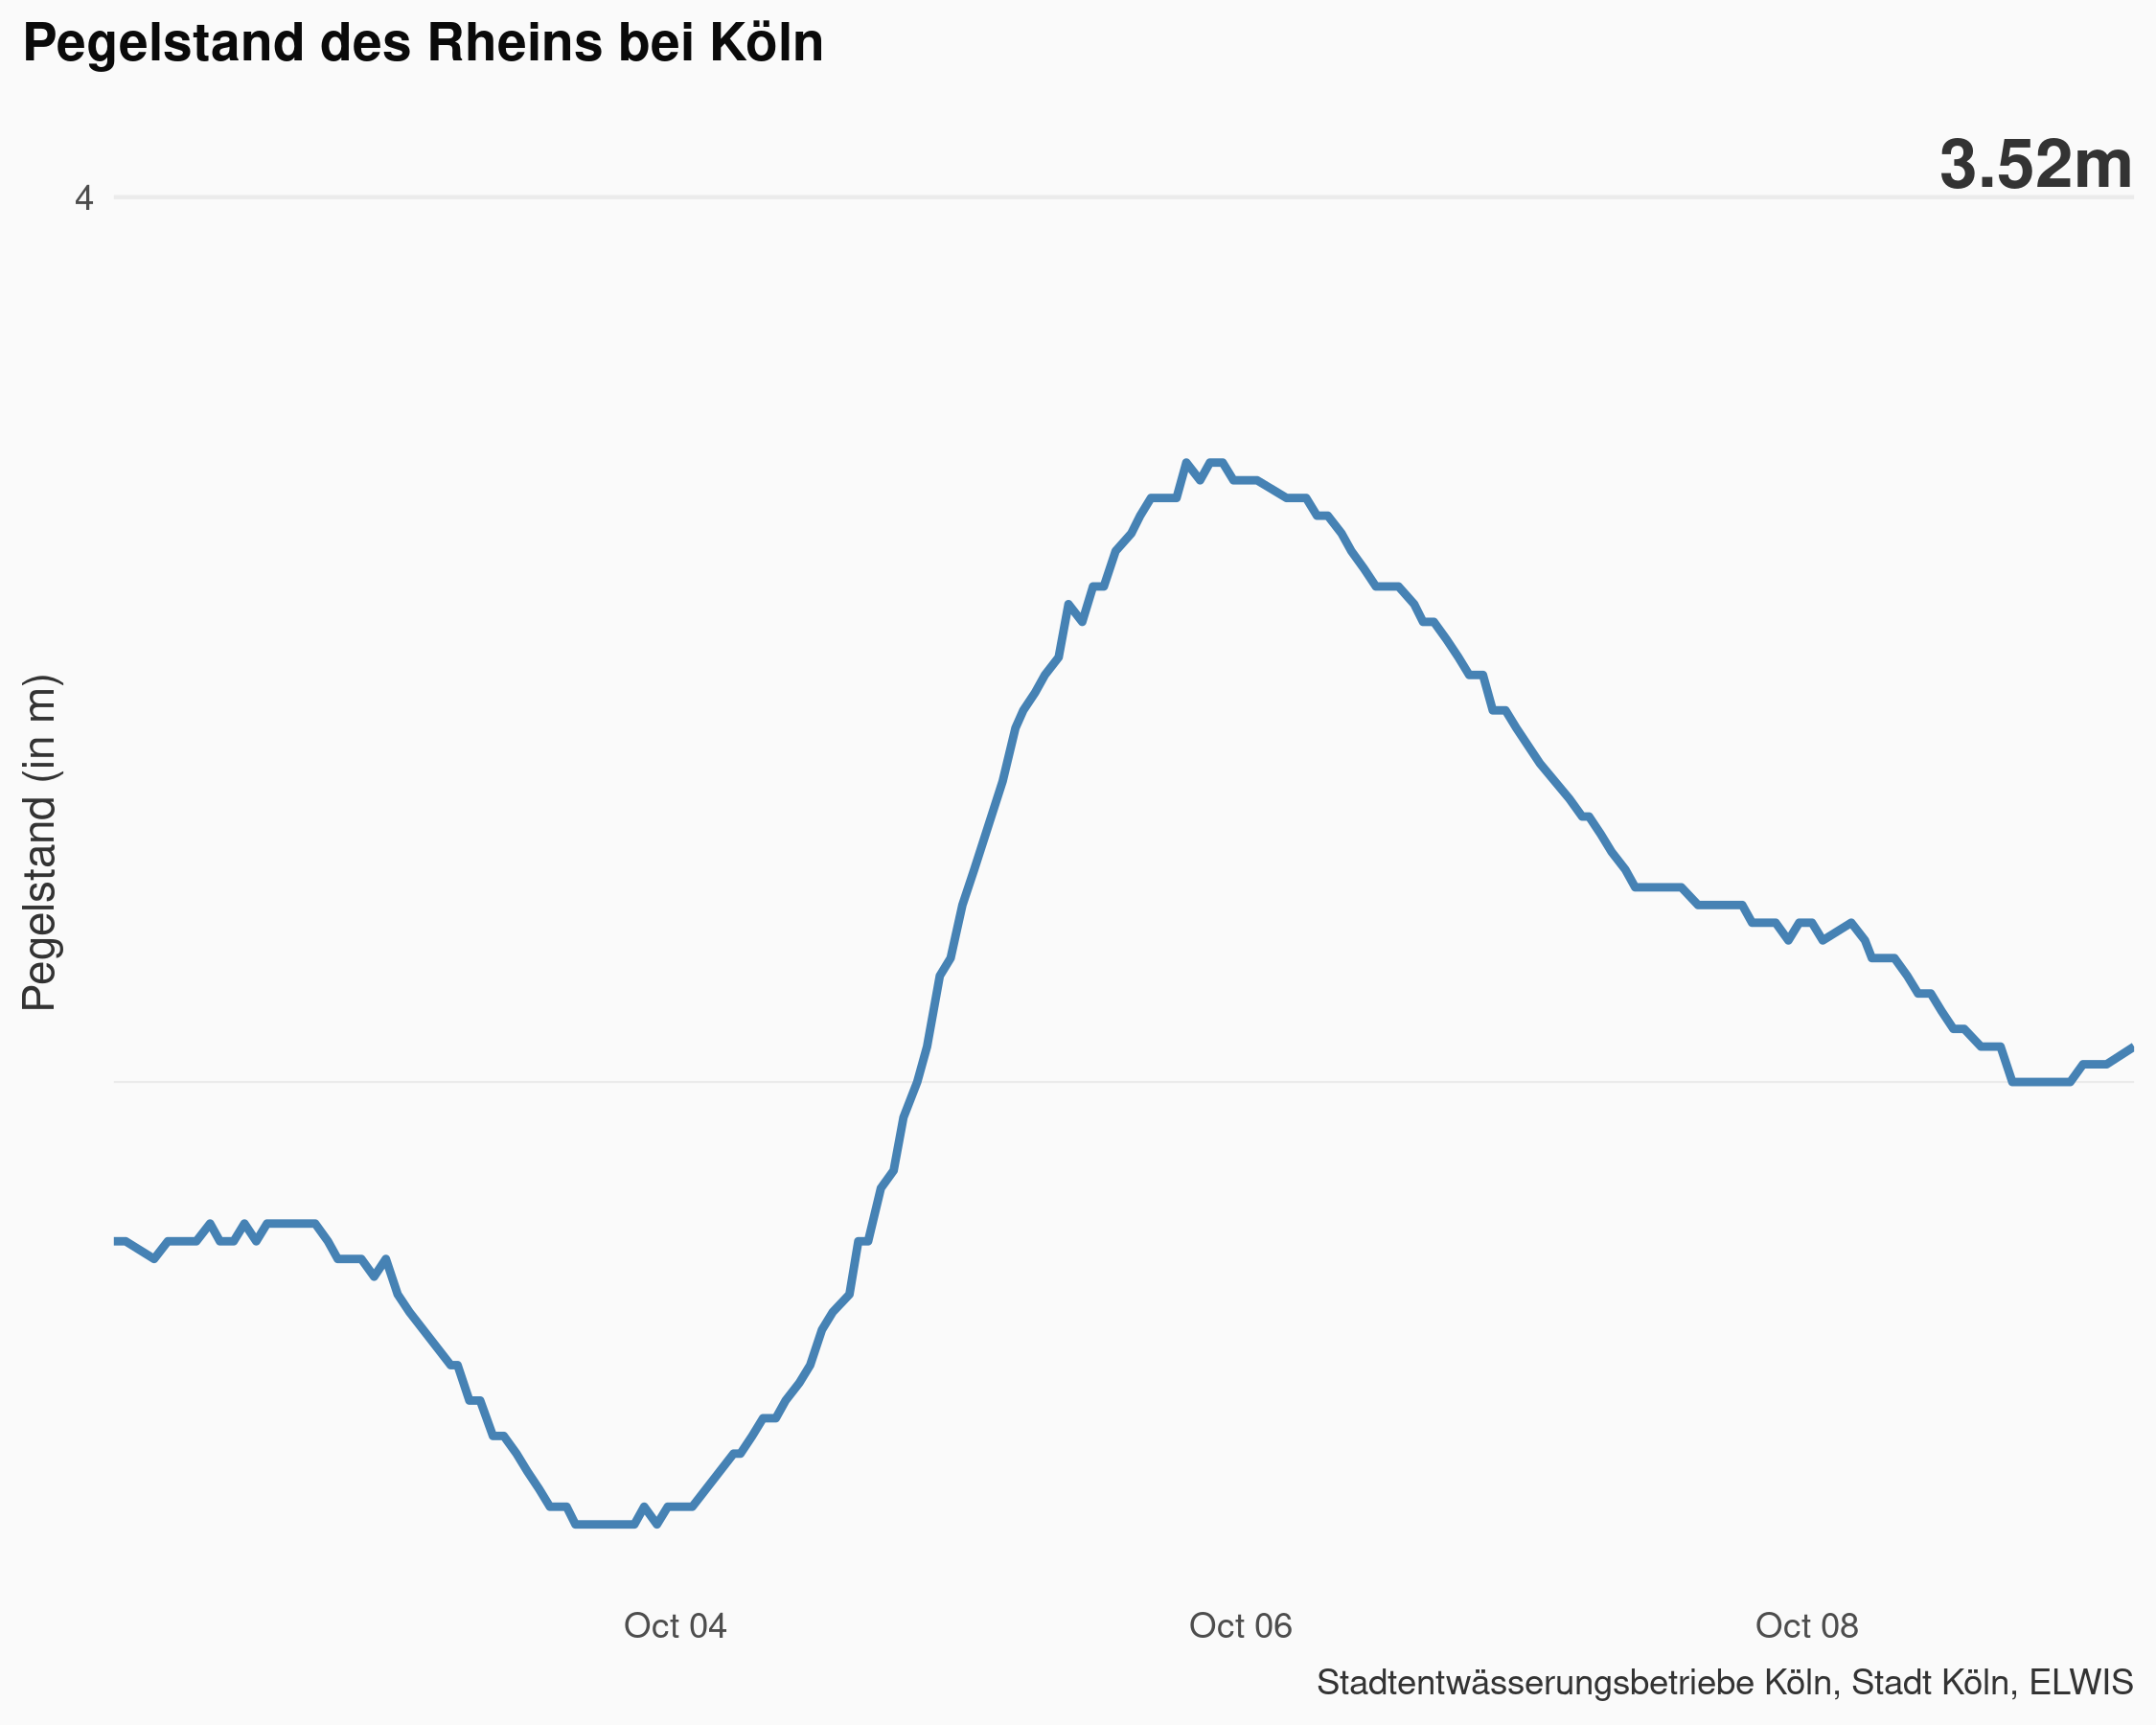 Pegelstand des Rheins bei Köln
3.52m
4
Pegelstand (in m)
Oct 04
Oct 06
Oct 08
Stadtentwässerungsbetriebe Köln, Stadt Köln, ELWIS